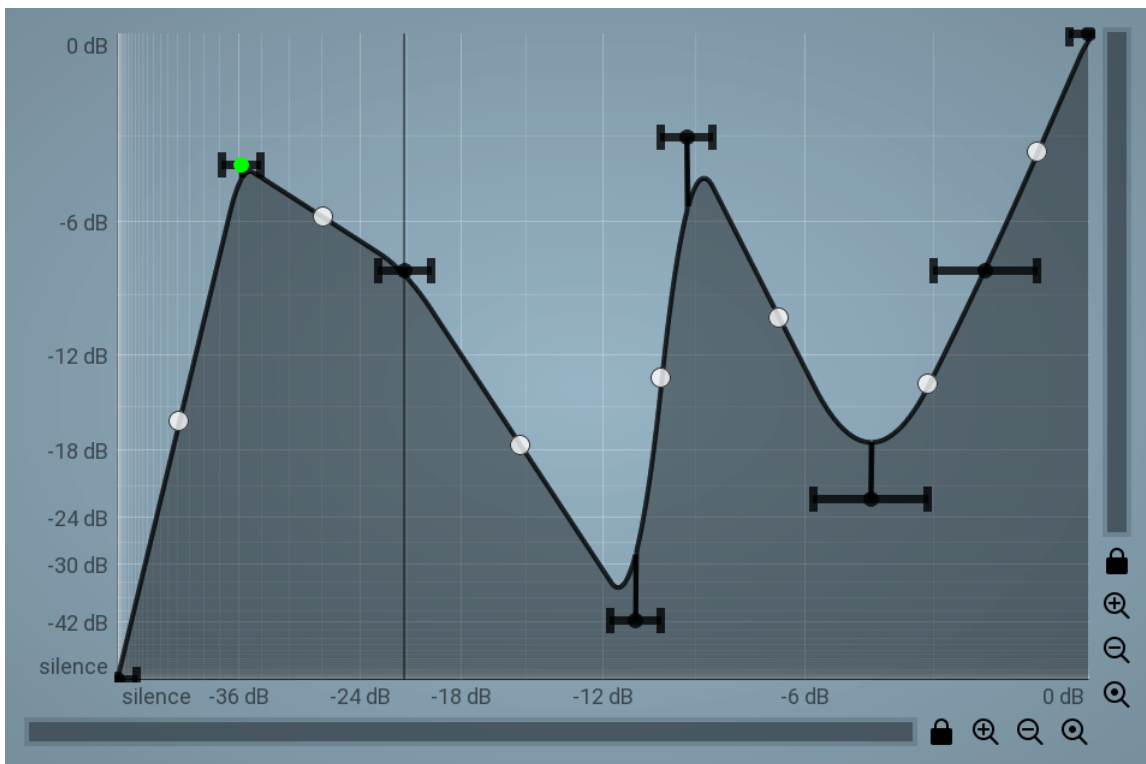 0 dB
-6 dB
-12 dB
-18 dB
-24 dB
-30 dB
-42 dB
silence
silence -36 dB -24 dB -18 dB -12 dB -6 dB 0 dB